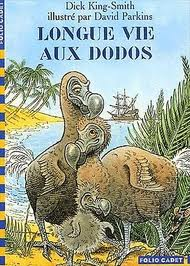 Dick King-Smith
illustré par David Parkins
LONGUE VIE
AUX DODOS
FOLIO CADET
FOLIO CADET